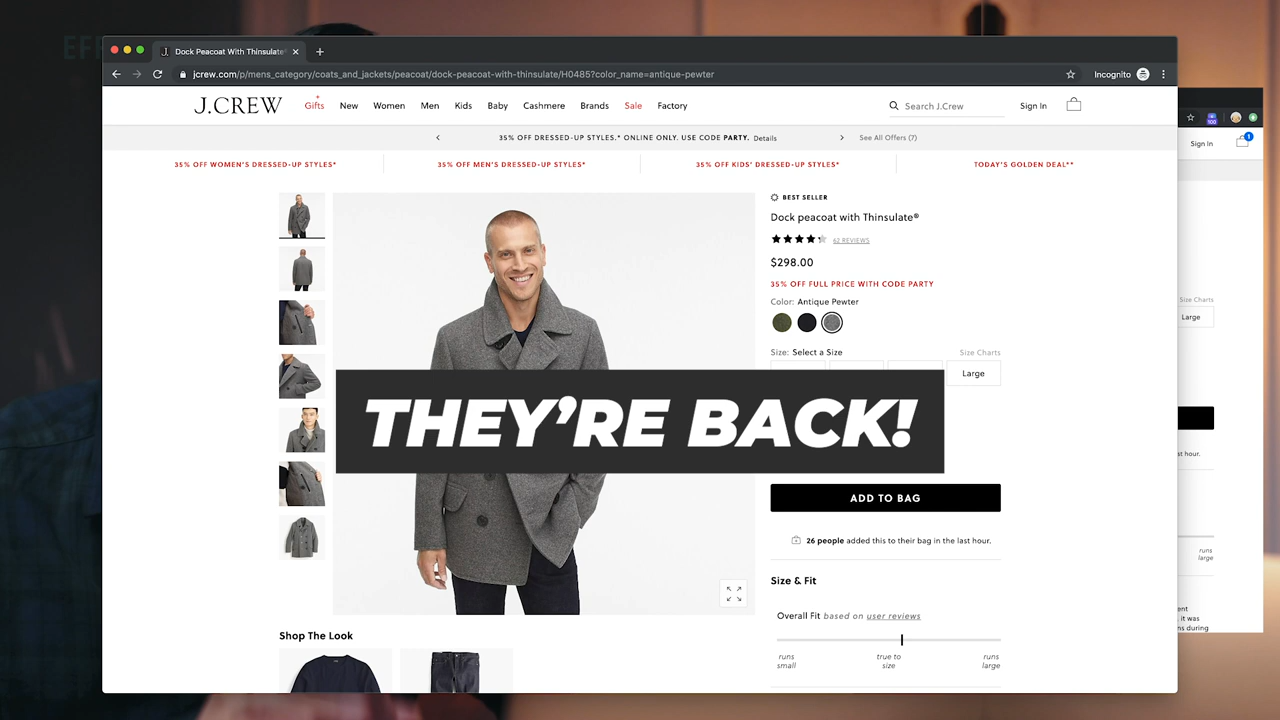 EFF
Dock Peacoat With Thinsulate
jcrew.com/p/mens_category/coats_and_jackets/peacoat/dock-peacoat-with-thinsulate/H0485?color_name=antique-pewter
Incognito
100
J.CREW
Gifts New Women Men Kids Baby Cashmere Brands Sale Factory
Search J.Crew
Sign In
Sign In
1
35% OFF DRESSED-UP STYLES.* ONLINE ONLY. USE CODE PARTY. Details
See All Offers (7)
35% OFF WOMEN'S DRESSED-UP STYLES*
35% OFF MEN'S DRESSED-UP STYLES*
35% OFF KIDS' DRESSED-UP STYLES*
TODAY'S GOLDEN DEAL**
BEST SELLER
Dock peacoat with Thinsulate®
62 REVIEWS
$298.00
35% OFF FULL PRICE WITH CODE PARTY
Color: Antique Pewter
Size: Select a Size
Size Charts
Large
Size Charts
Large
THEY'RE BACK!
ADD TO BAG
st hour.
26 people added this to their bag in the last hour.
Size & Fit
Overall Fit based on user reviews
runs
small
true to
size
runs
large
runs
large
ent
, it was
ns during
Shop The Look